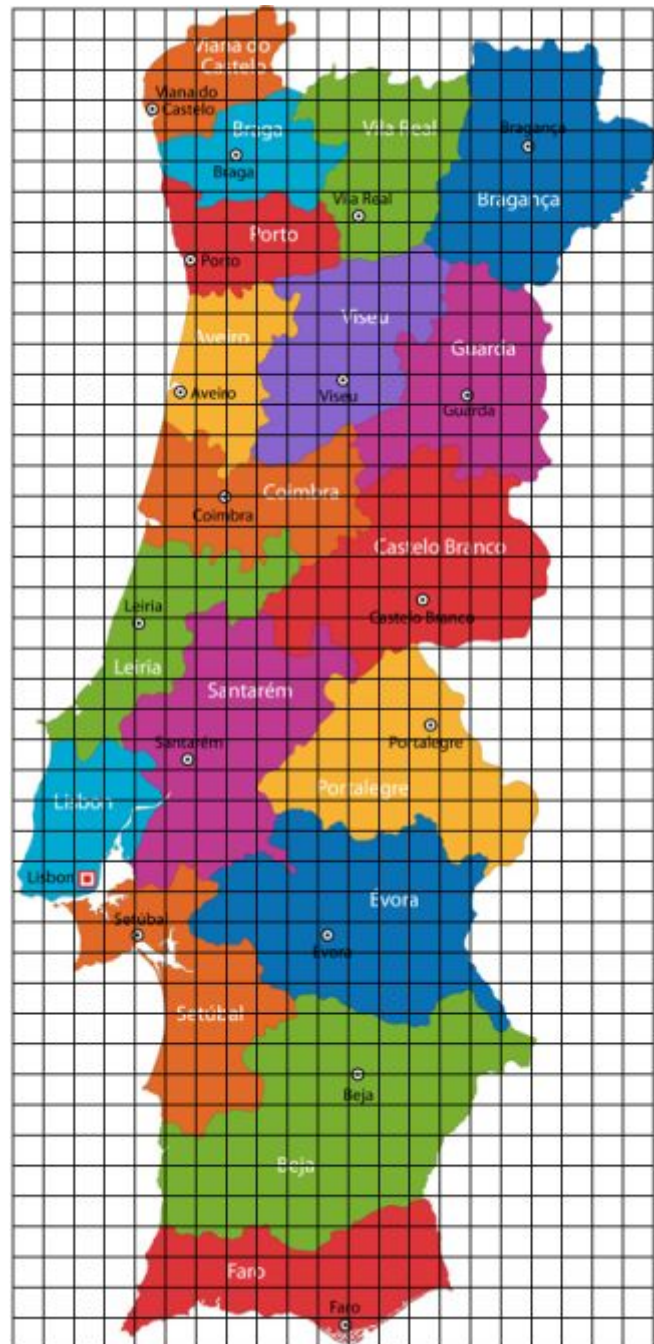 Viana do
Castelo
Viana do
Castelo
Braga
Braga
Vila Real
Bragança
Vila Real
Bragança
Porto
Porto
Aveiro
Viseu
Guarda
Viseu
Aveiro
Guarda
Coimbra
Coimbra
Castelo Branco
Leiria
Castelo Branco
Leiria
Santarém
Santarém
Portalegre
Portalegre
Lisbon
Lisbon
Évora
Setúbal
Évora
Setúbal
Beja
Beja
Faro
Faro